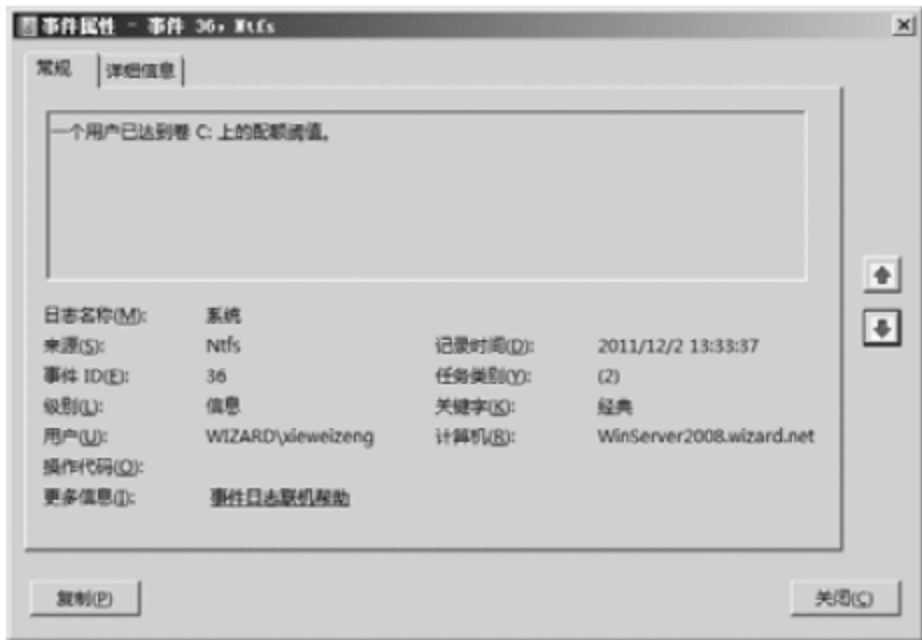 事件属性 - 事件 36，Ntfs
常规
详细信息
一个用户已达到卷 C: 上的配额阈值。
日志名称(M): 系统
来源(S): Ntfs 记录时间(D): 2011/12/2 13:33:37
事件 ID(E): 36 任务类别(Y): (2)
级别(L): 信息 关键字(K): 经典
用户(U): WIZARD\xieweizeng 计算机(R): WinServer2008.wizard.net
操作代码(O):
更多信息(I): 事件日志联机帮助
复制(P) 关闭(C)